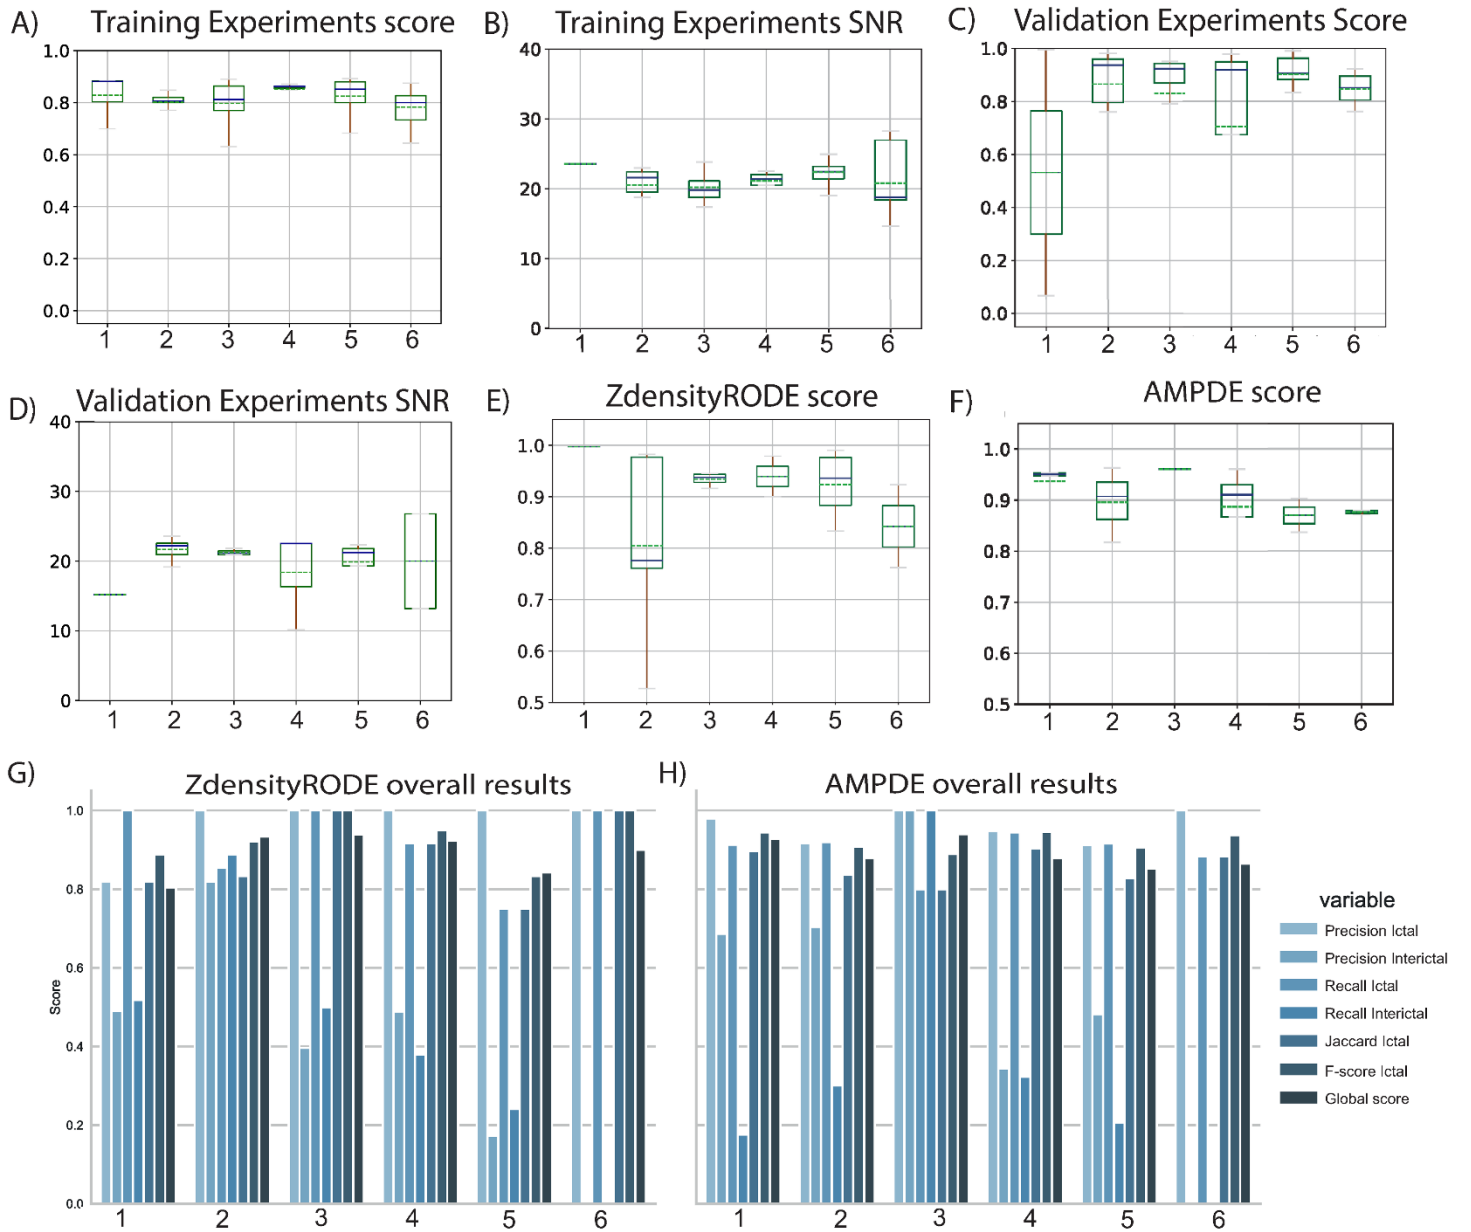 A) Training Experiments score
1.0
0.8
0.6
0.4
0.2
0.0
1 2 3 4 5 6
B) Training Experiments SNR
40
30
20
10
0
1 2 3 4 5 6
C) Validation Experiments Score
1.0
0.8
0.6
0.4
0.2
0.0
1 2 3 4 5 6
D) Validation Experiments SNR
40
30
20
10
0
1 2 3 4 5 6
E) ZdensityRODE score
1.0
0.9
0.8
0.7
0.6
0.5
1 2 3 4 5 6
F) AMPDE score
1.0
0.9
0.8
0.7
0.6
0.5
1 2 3 4 5 6
G) ZdensityRODE overall results
Score
1.0
0.8
0.6
0.4
0.2
0.0
1 2 3 4 5 6
H) AMPDE overall results
1 2 3 4 5 6
variable
Precision Ictal
Precision Interictal
Recall Ictal
Recall Interictal
Jaccard Ictal
F-score Ictal
Global score